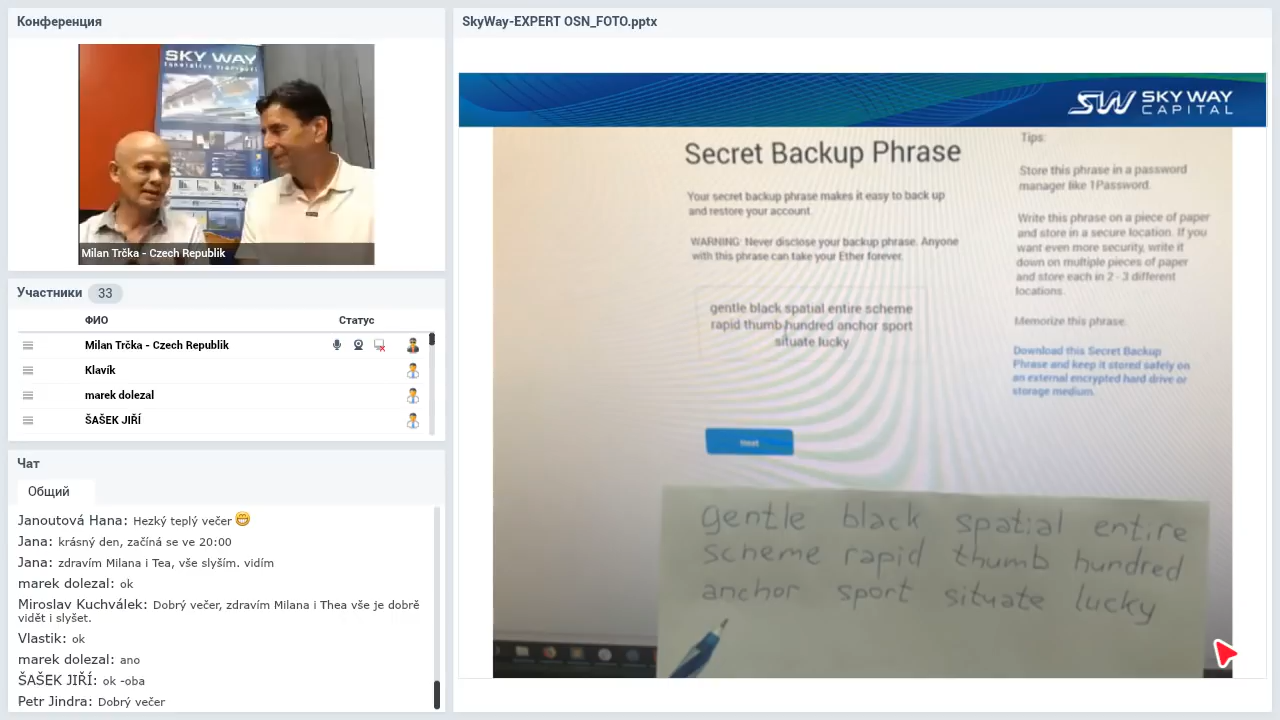 Конференция
SKY WAY
Milan Trčka - Czech Republik
Участники 33
ФИО Статус
Milan Trčka - Czech Republik
Klavík
marek dolezal
ŠAŠEK JIŘÍ
Чат
Общий
Janoutová Hana: Hezký teplý večer
Jana: krásný den, začíná se ve 20:00
Jana: zdravím Milana i Tea, vše slyším. vidím
marek dolezal: ok
Miroslav Kuchválek: Dobrý večer, zdravím Milana i Thea vše je dobrě
vidět i slyšet.
Vlastik: ok
marek dolezal: ano
ŠAŠEK JIŘÍ: ok -oba
Petr Jindra: Dobrý večer
SkyWay-EXPERT OSN_FOTO.pptx
SW SKY WAY
CAPITAL
Secret Backup Phrase
Your secret backup phrase makes it easy to back up
and restore your account.
WARNING: Never disclose your backup phrase. Anyone
with this phrase can take your Ether forever.
gentle black spatial entire scheme
rapid thumb hundred anchor sport
situate lucky
Next
Tips:
Store this phrase in a password
manager like 1Password.
Write this phrase on a piece of paper
and store in a secure location. If you
want even more security, write it
down on multiple pieces of paper
and store each in 2 - 3 different
locations.
Memorize this phrase.
Download this Secret Backup
Phrase and keep it stored safely on
an external encrypted hard drive or
storage medium.
gentle black spatial entire
scheme rapid thumb hundred
anchor sport situate lucky